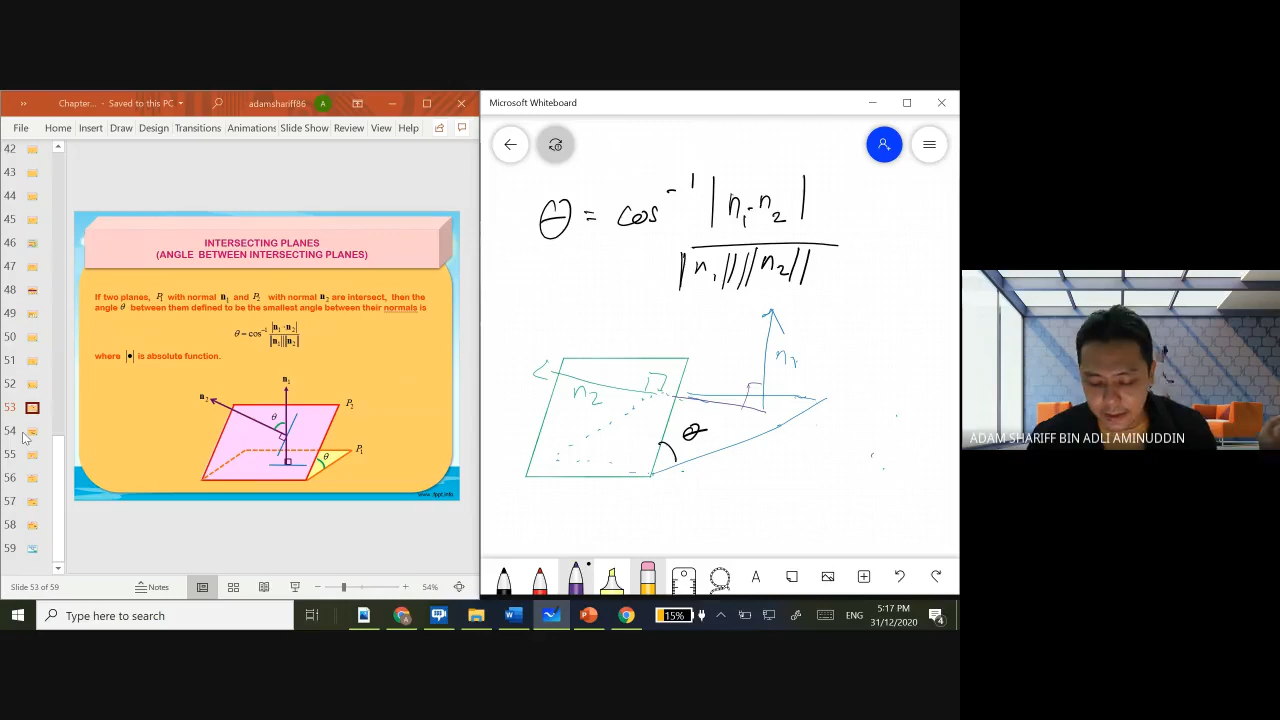 Chapter... - Saved to this PC
adamshariff86
A
File Home Insert Draw Design Transitions Animations Slide Show Review View Help
42
43
44
45
46
47
48
49
50
51
52
53
54
55
56
57
58
59
INTERSECTING PLANES
(ANGLE BETWEEN INTERSECTING PLANES)
If two planes, P₁ with normal n₁ and P₂ with normal n₂ are intersect, then the
angle θ between them defined to be the smallest angle between their normals is
θ = cos⁻¹ |n₁ · n₂| / ‖n₁‖‖n₂‖
where |•| is absolute function.
n₁
n₂
P₂
θ
P₁
θ
www.fppt.info
Slide 53 of 59
Notes
54%
Microsoft Whiteboard
θ = cos⁻¹ |n₁·n₂|
‖n₁‖‖n₂‖
n₁
n₂
θ
A
ADAM SHARIFF BIN ADLI AMINUDDIN
Type here to search
15%
ENG
5:17 PM
31/12/2020
4